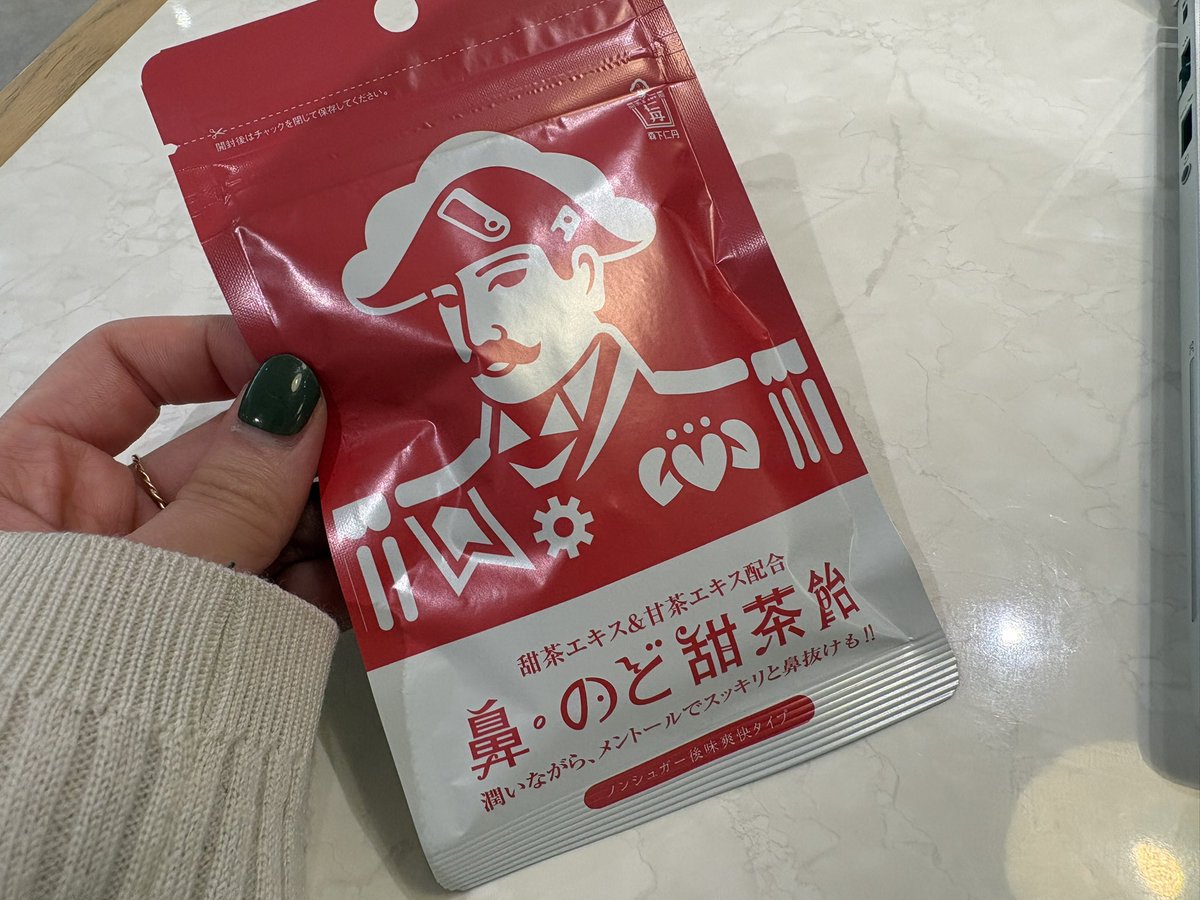 開封後はチャックを閉じて保存してください。
仁丹
森下仁丹
甜茶エキス&甘茶エキス配合
鼻。のど甜茶飴
潤いながら、メントールでスッキリと鼻抜けも!!
ノンシュガー後味爽快タイプ